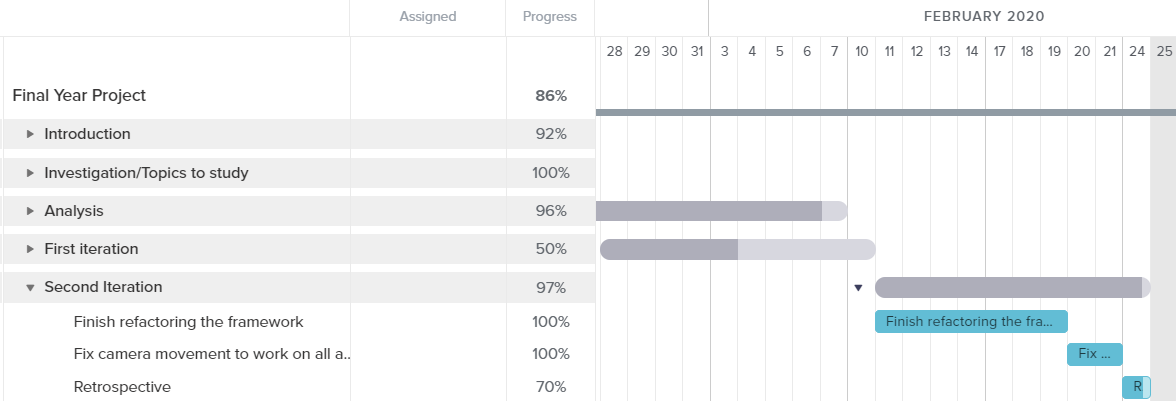 Assigned Progress FEBRUARY 2020
28 29 30 31 3 4 5 6 7 10 11 12 13 14 17 18 19 20 21 24 25
Final Year Project 86%
Introduction 92%
Investigation/Topics to study 100%
Analysis 96%
First iteration 50%
Second Iteration 97%
Finish refactoring the framework 100% Finish refactoring the fra...
Fix camera movement to work on all a.. 100% Fix ...
Retrospective 70% R